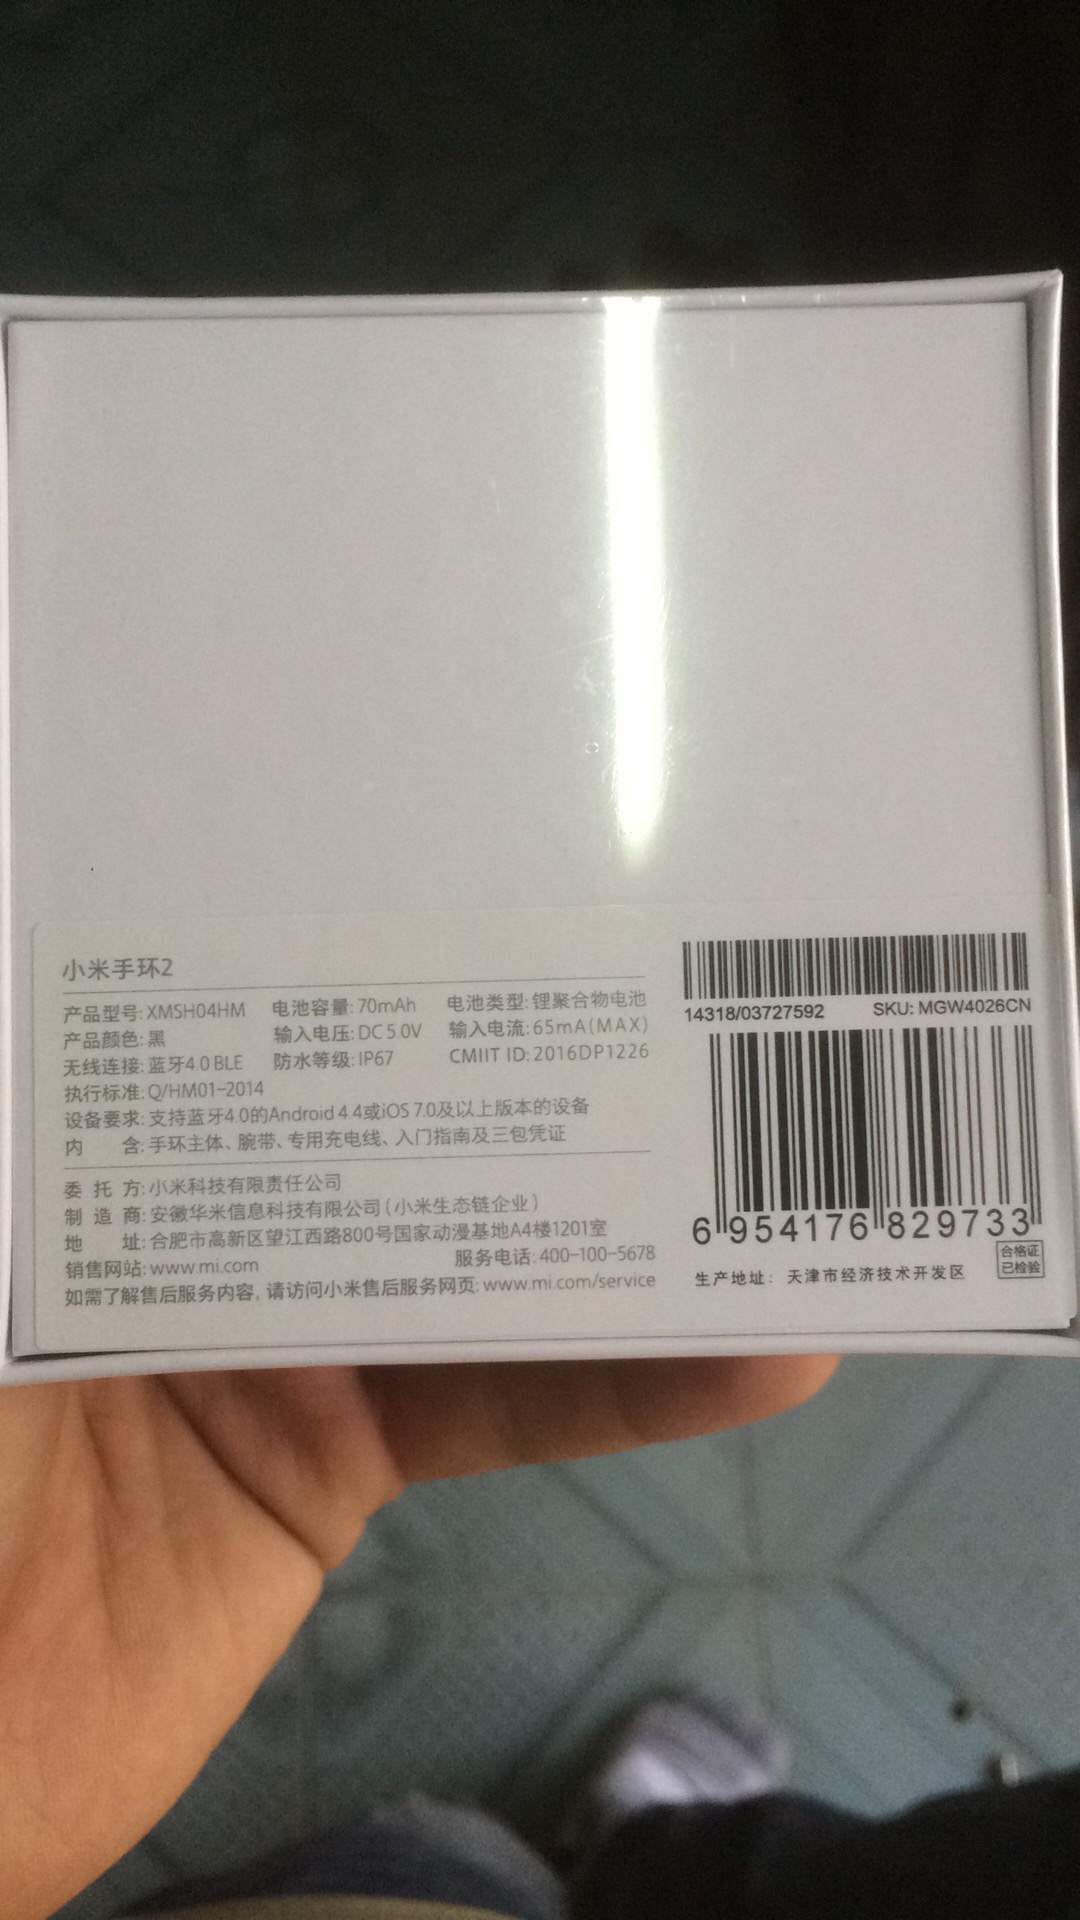 小米手环2
产品型号: XMSH04HM 电池容量: 70mAh 电池类型: 锂聚合物电池
产品颜色: 黑 输入电压: DC 5.0V 输入电流: 65mA(MAX)
无线连接: 蓝牙4.0 BLE 防水等级: IP67 CMIIT ID: 2016DP1226
执行标准: Q/HM01-2014
设备要求: 支持蓝牙4.0的Android 4.4或iOS 7.0及以上版本的设备
内 含: 手环主体、腕带、专用充电线、入门指南及三包凭证
委 托 方: 小米科技有限责任公司
制 造 商: 安徽华米信息科技有限公司 (小米生态链企业)
地 址: 合肥市高新区望江西路800号国家动漫基地A4楼1201室
销售网站: www.mi.com 服务电话: 400-100-5678
如需了解售后服务内容, 请访问小米售后服务网页: www.mi.com/service
14318/03727592 SKU: MGW4026CN
6 954176 829733
生产地址: 天津市经济技术开发区
合格证
已检验